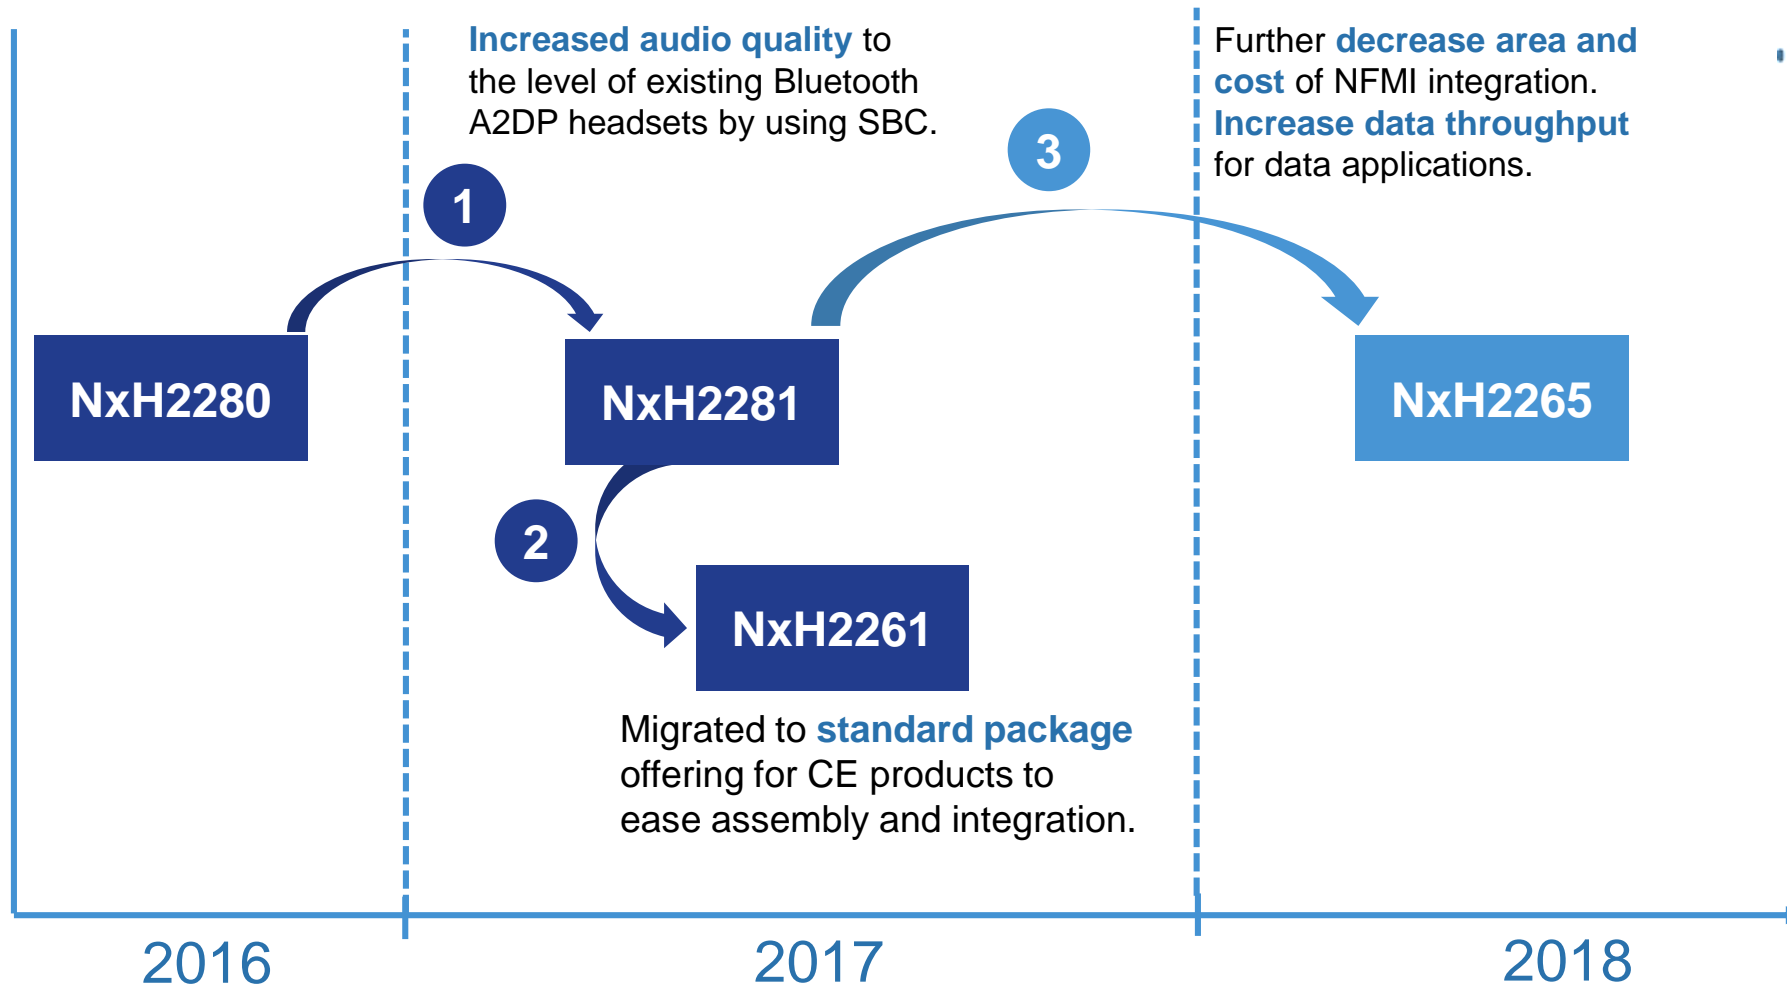 Increased audio quality to
the level of existing Bluetooth
A2DP headsets by using SBC.
Further decrease area and
cost of NFMI integration.
Increase data throughput
for data applications.
1
3
NxH2280
NxH2281
NxH2265
2
NxH2261
Migrated to standard package
offering for CE products to
ease assembly and integration.
2016
2017
2018